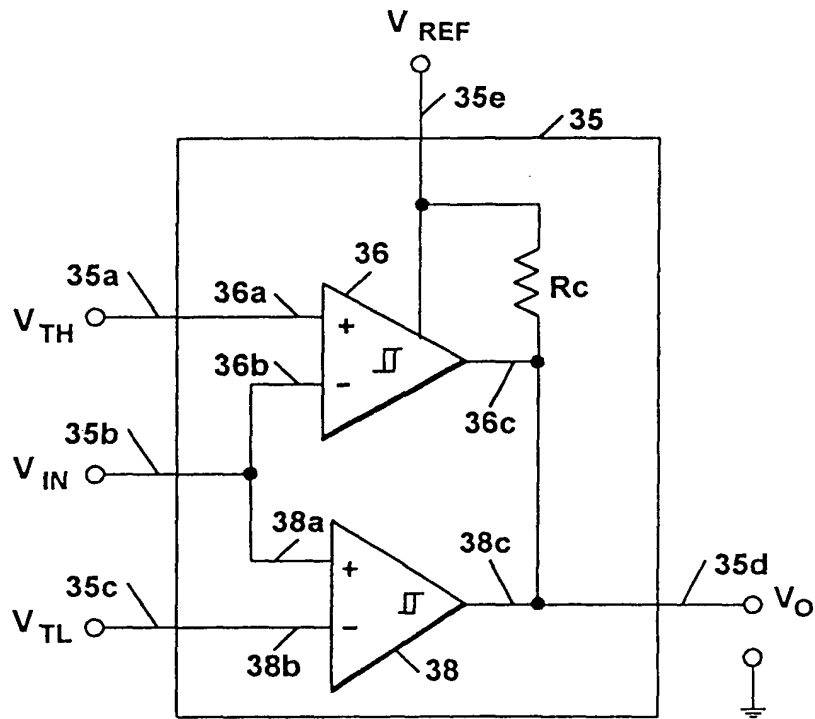 V REF
35e
35
36
35a
36a
Rc
V TH
+
36b
-
36c
35b
V IN
38a
38c
35d
35c
+
V O
V TL
-
38b
38